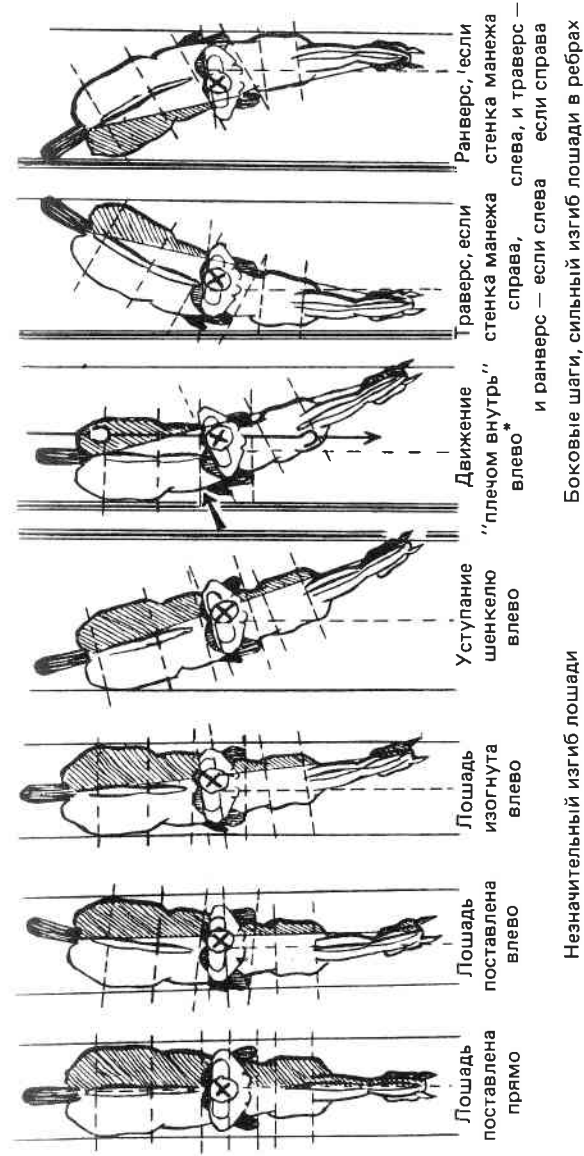 Лошадь
поставлена
прямо
Лошадь
поставлена
влево
Лошадь
изогнута
влево
Уступание
шенкелю
влево
Движение
"плечом внутрь"
влево*
Траверс, если
стенка манежа
справа,
и ранверс — если слева
Ранверс, если
стенка манежа
слева, и траверс —
если справа
Незначительный изгиб лошади
Боковые шаги, сильный изгиб лошади в ребрах